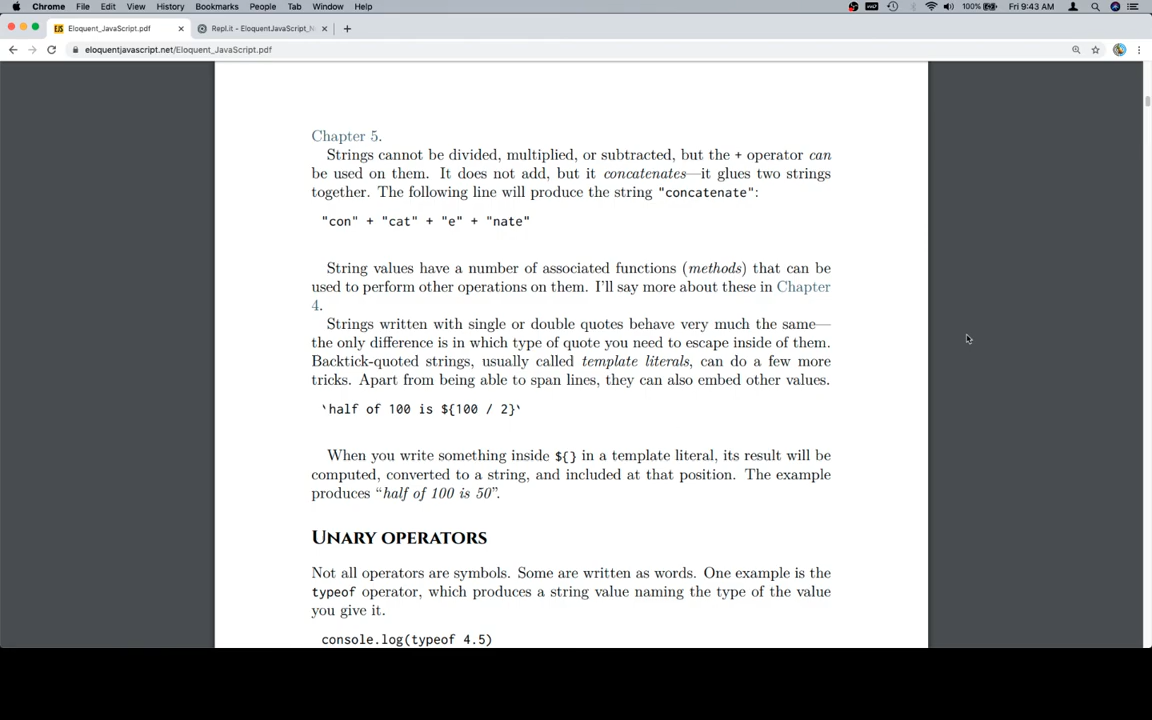 Chrome File Edit View History Bookmarks People Tab Window Help 100% Fri 9:43 AM
Eloquent_JavaScript.pdf Repl.it - EloquentJavaScript_N
eloquentjavascript.net/Eloquent_JavaScript.pdf
Chapter 5.
Strings cannot be divided, multiplied, or subtracted, but the + operator can
be used on them. It does not add, but it concatenates—it glues two strings
together. The following line will produce the string "concatenate":
"con" + "cat" + "e" + "nate"
String values have a number of associated functions (methods) that can be
used to perform other operations on them. I'll say more about these in Chapter
4.
Strings written with single or double quotes behave very much the same—
the only difference is in which type of quote you need to escape inside of them.
Backtick-quoted strings, usually called template literals, can do a few more
tricks. Apart from being able to span lines, they can also embed other values.
`half of 100 is ${100 / 2}`
When you write something inside ${} in a template literal, its result will be
computed, converted to a string, and included at that position. The example
produces “half of 100 is 50”.
UNARY OPERATORS
Not all operators are symbols. Some are written as words. One example is the
typeof operator, which produces a string value naming the type of the value
you give it.
console.log(typeof 4.5)